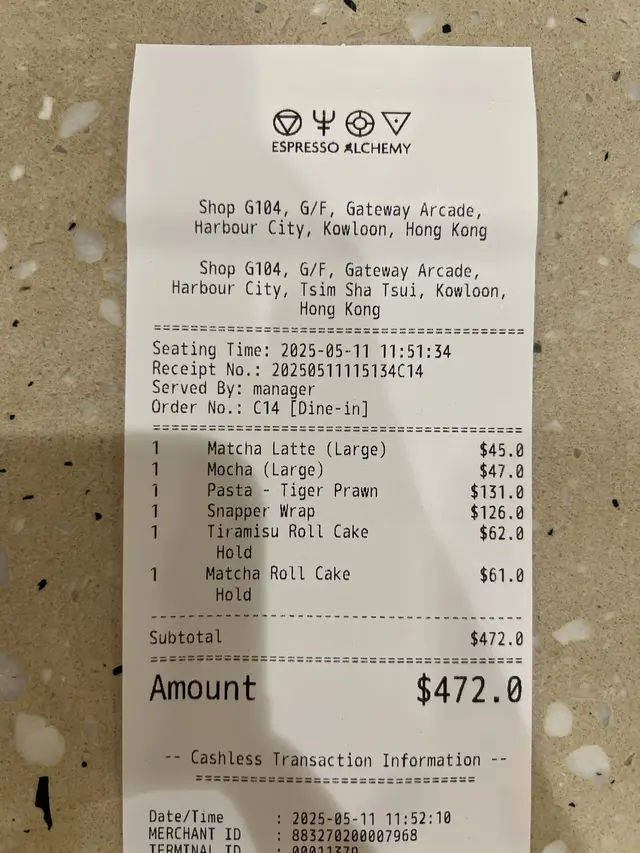 ESPRESSO ALCHEMY
Shop G104, G/F, Gateway Arcade,
Harbour City, Kowloon, Hong Kong
Shop G104, G/F, Gateway Arcade,
Harbour City, Tsim Sha Tsui, Kowloon,
Hong Kong
==========================================
Seating Time: 2025-05-11 11:51:34
Receipt No.: 20250511115134C14
Served By: manager
Order No.: C14 [Dine-in]
==========================================
1 Matcha Latte (Large) $45.0
1 Mocha (Large) $47.0
1 Pasta - Tiger Prawn $131.0
1 Snapper Wrap $126.0
1 Tiramisu Roll Cake $62.0
Hold
1 Matcha Roll Cake $61.0
Hold
------------------------------------------
Subtotal $472.0
==========================================
Amount $472.0
-- Cashless Transaction Information --
===============================
Date/Time : 2025-05-11 11:52:10
MERCHANT ID : 883270200007968
TERMINAL ID : 00011379